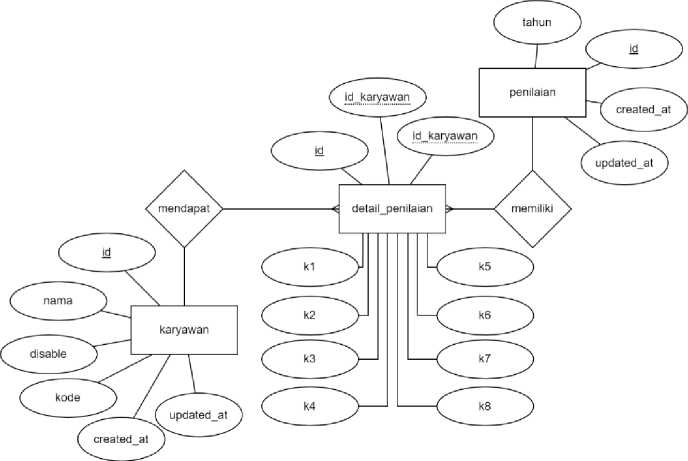 tahun
id
penilaian
created_at
updated_at
id_karyawan
id_karyawan
id
mendapat
detail_penilaian
memiliki
id
nama
karyawan
disable
kode
created_at
updated_at
k1
k5
k2
k6
k3
k7
k4
k8